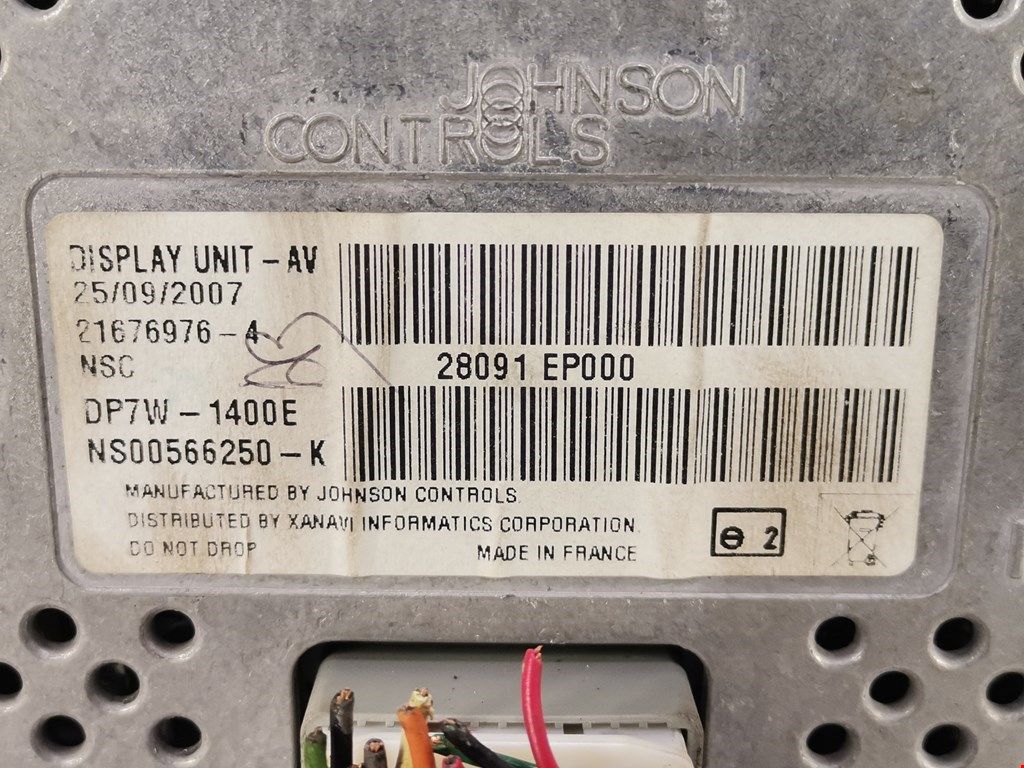 JOHNSON
CONTROLS
DISPLAY UNIT - AV
25/09/2007
21676976-4
NSC
28091 EP000
DP7W - 1400E
NS00566250 - K
MANUFACTURED BY JOHNSON CONTROLS
DISTRIBUTED BY XANAVI INFORMATICS CORPORATION
DO NOT DROP
MADE IN FRANCE
2